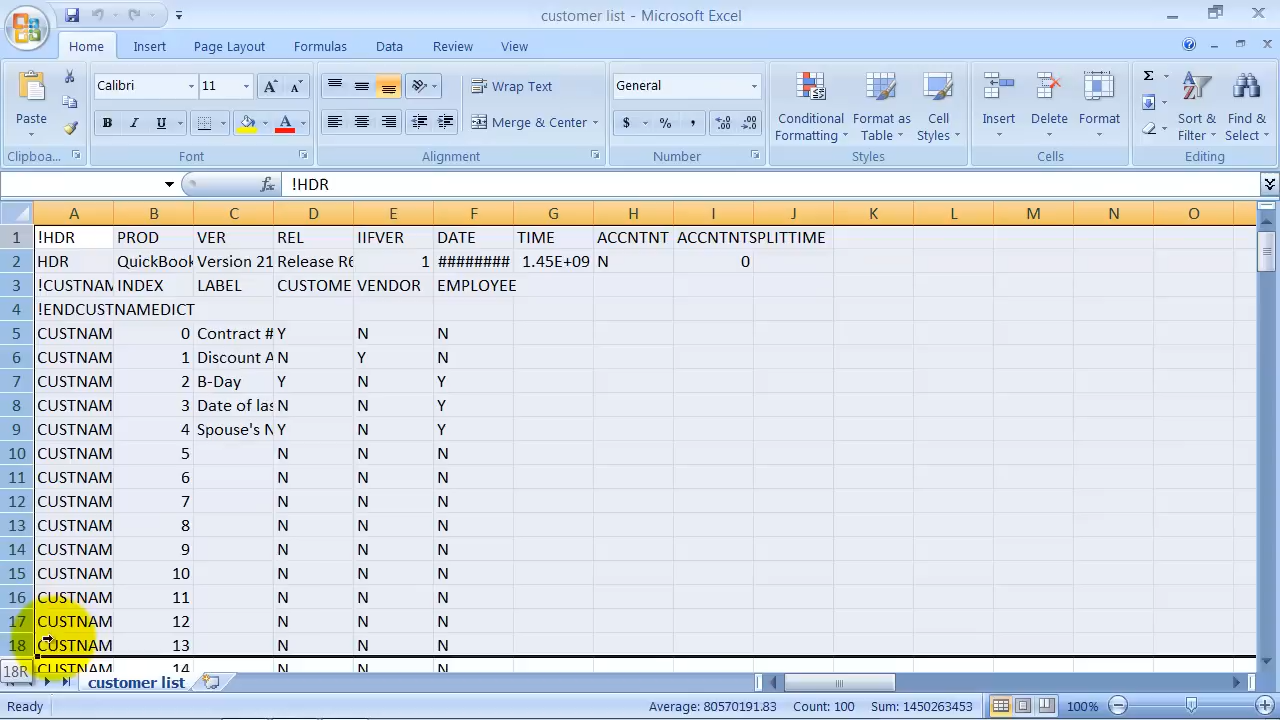 customer list - Microsoft Excel
Home Insert Page Layout Formulas Data Review View
Calibri 11 Wrap Text General
Paste B I U A Merge & Center $ % , Conditional Formatting Format as Table Cell Styles Insert Delete Format Σ Sort & Filter Find & Select
Clipboa... Font Alignment Number Styles Cells Editing
fx !HDR
A B C D E F G H I J K L M N O
1 !HDR PROD VER REL IIFVER DATE TIME ACCNTNT ACCNTNTSPLITTIME
2 HDR QuickBook Version 21 Release R6 1 ######## 1.45E+09 N 0
3 !CUSTNAM INDEX LABEL CUSTOME VENDOR EMPLOYEE
4 !ENDCUSTNAMEDICT
5 CUSTNAM 0 Contract # Y N N
6 CUSTNAM 1 Discount A N Y N
7 CUSTNAM 2 B-Day Y N Y
8 CUSTNAM 3 Date of las N N Y
9 CUSTNAM 4 Spouse's N Y N Y
10 CUSTNAM 5 N N N
11 CUSTNAM 6 N N N
12 CUSTNAM 7 N N N
13 CUSTNAM 8 N N N
14 CUSTNAM 9 N N N
15 CUSTNAM 10 N N N
16 CUSTNAM 11 N N N
17 CUSTNAM 12 N N N
18 CUSTNAM 13 N N N
18R CUSTNAM 14 N N N
customer list
Ready Average: 80570191.83 Count: 100 Sum: 1450263453 100%